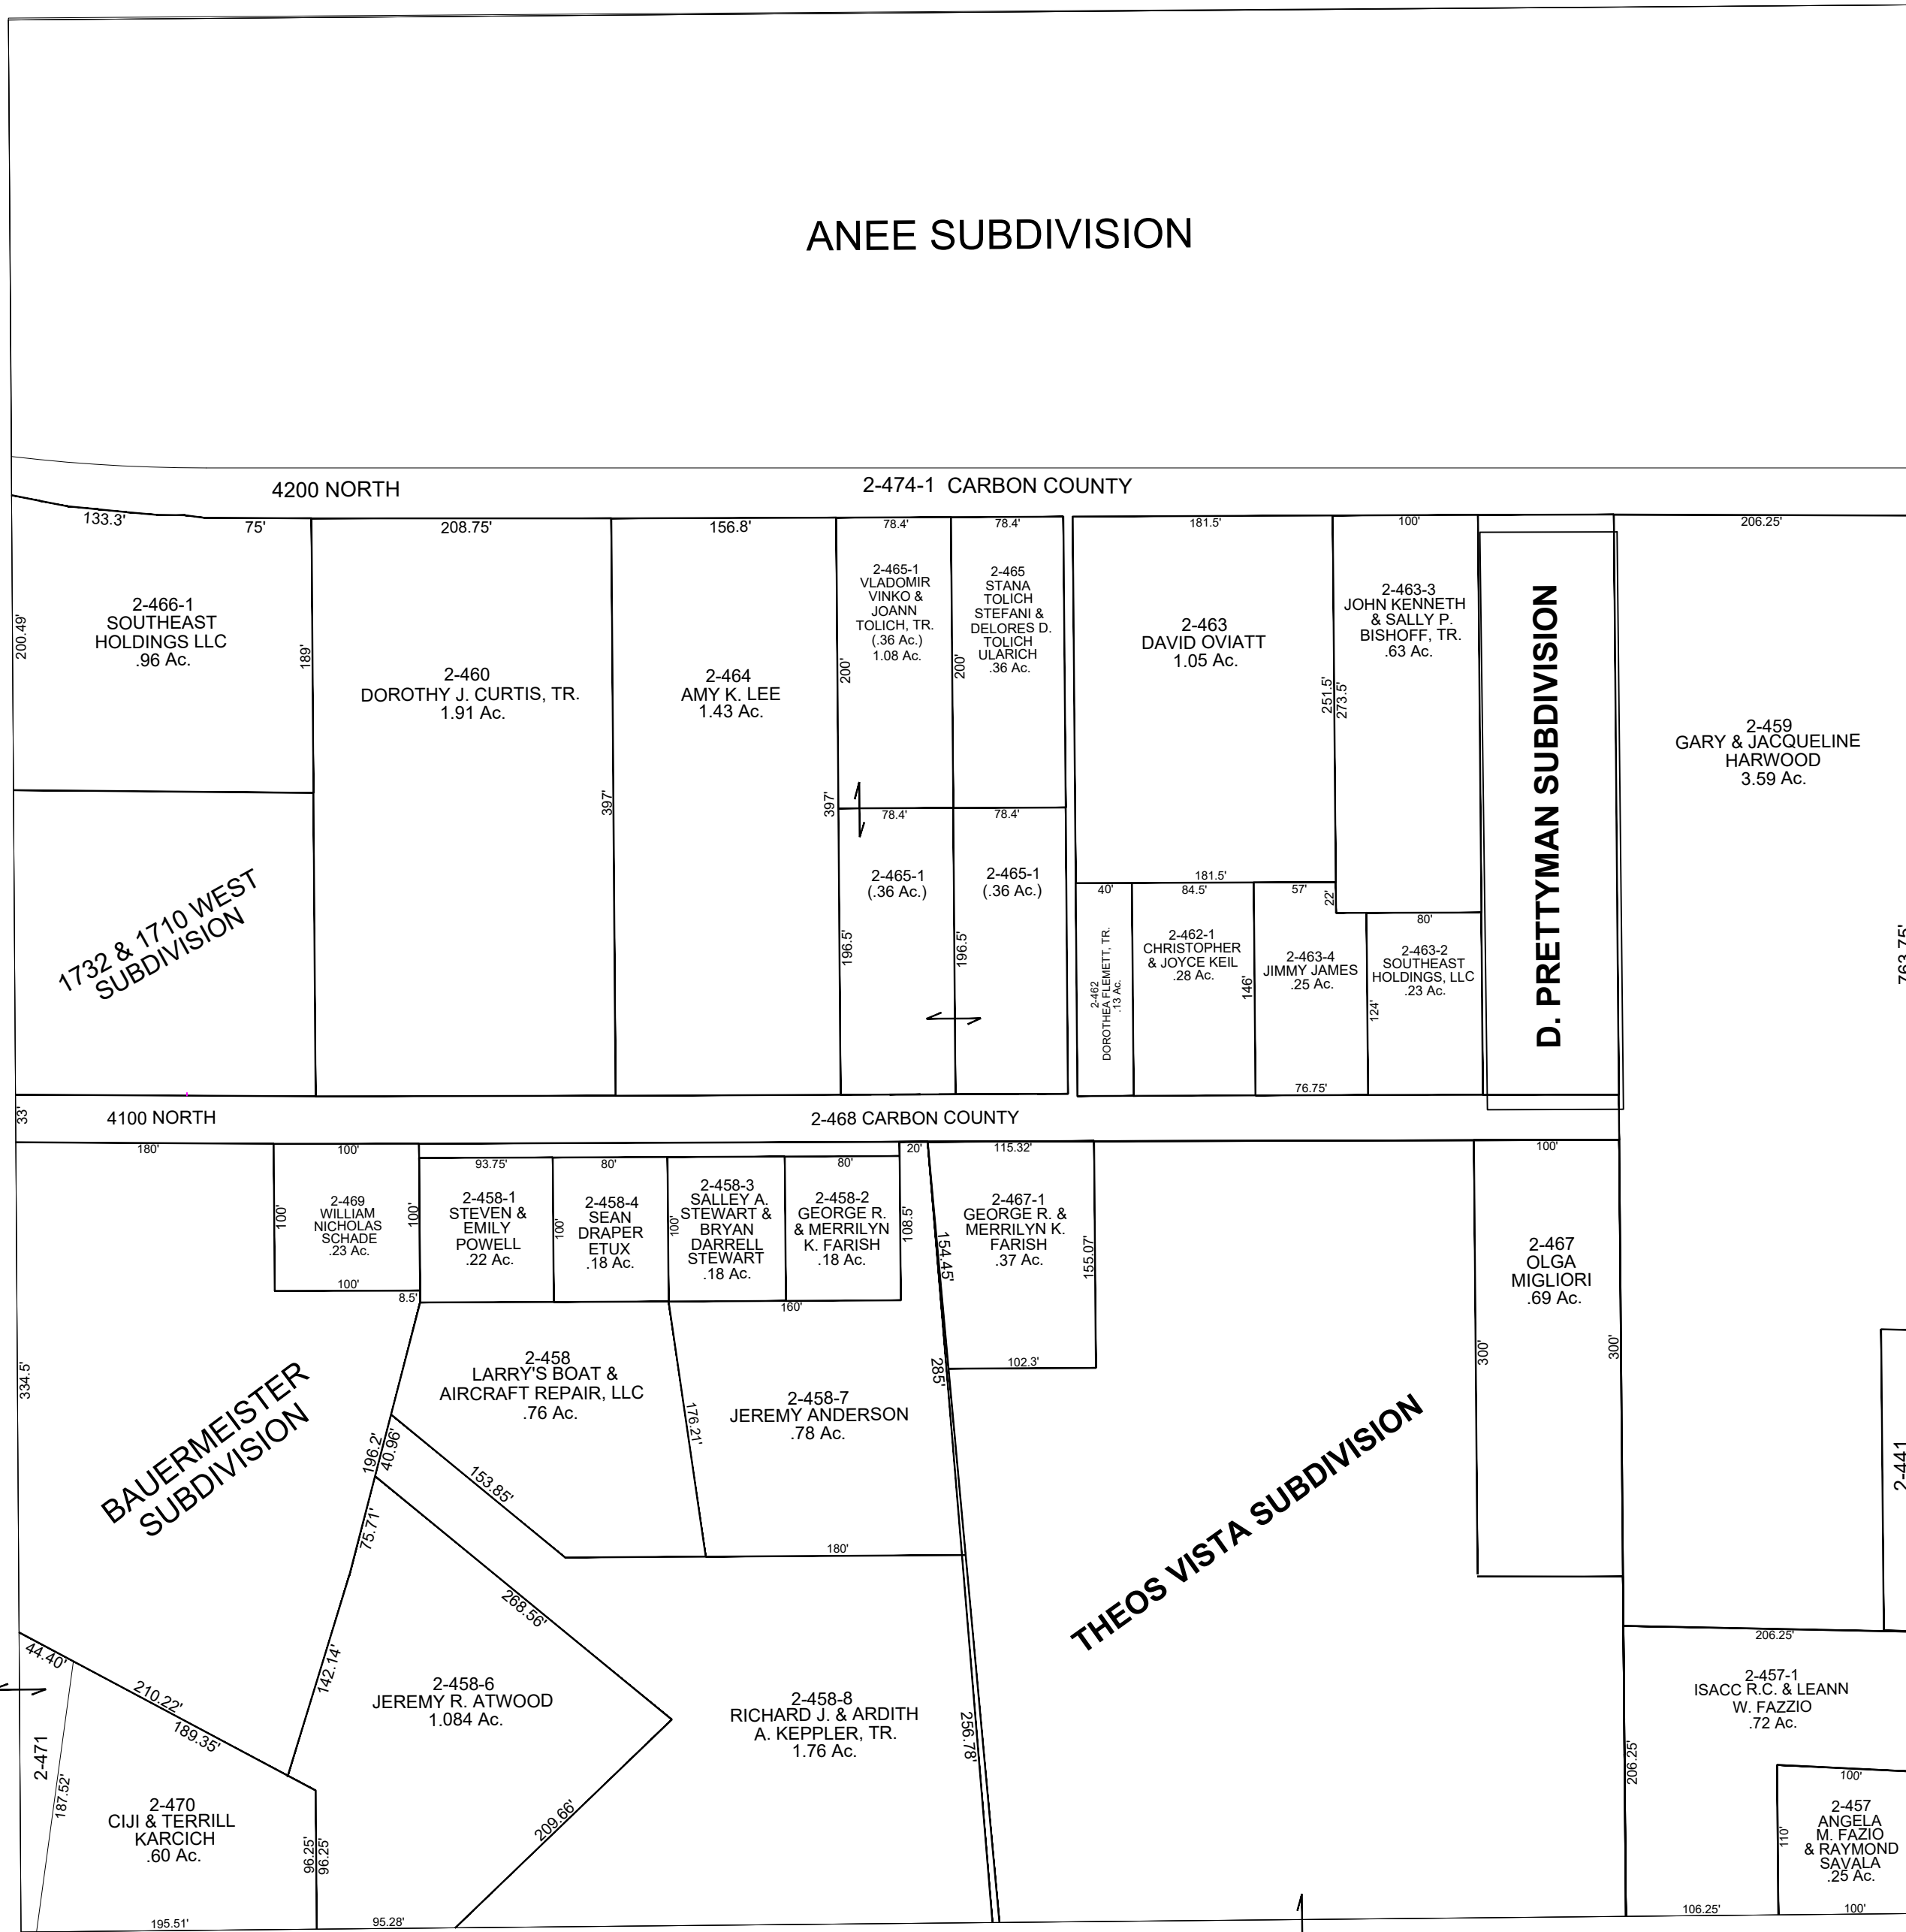 ANEE SUBDIVISION
4200 NORTH
2-474-1 CARBON COUNTY
133.3'
75'
208.75'
156.8'
78.4'
78.4'
181.5'
100'
206.25'
200.49'
2-466-1
SOUTHEAST
HOLDINGS LLC
.96 Ac.
189'
2-460
DOROTHY J. CURTIS, TR.
1.91 Ac.
397'
2-464
AMY K. LEE
1.43 Ac.
397'
2-465-1
VLADOMIR
VINKO &
JOANN
TOLICH, TR.
(.36 Ac.)
1.08 Ac.
200'
2-465
STANA
TOLICH
STEFANI &
DELORES D.
TOLICH
ULARICH
.36 Ac.
200'
2-463
DAVID OVIATT
1.05 Ac.
251.5'
273.5'
2-463-3
JOHN KENNETH
& SALLY P.
BISHOFF, TR.
.63 Ac.
D. PRETTYMAN SUBDIVISION
2-459
GARY & JACQUELINE
HARWOOD
3.59 Ac.
763.75'
1732 & 1710 WEST
SUBDIVISION
78.4'
78.4'
2-465-1
(.36 Ac.)
2-465-1
(.36 Ac.)
196.5'
196.5'
181.5'
40'
84.5'
57'
22'
80'
2-462
DOROTHEA FLEMETT, TR.
.13 Ac.
2-462-1
CHRISTOPHER
& JOYCE KEIL
.28 Ac.
146'
2-463-4
JIMMY JAMES
.25 Ac.
124'
2-463-2
SOUTHEAST
HOLDINGS, LLC
.23 Ac.
76.75'
33'
4100 NORTH
2-468 CARBON COUNTY
180'
100'
93.75'
80'
80'
20'
115.32'
100'
100'
2-469
WILLIAM
NICHOLAS
SCHADE
.23 Ac.
100'
100'
8.5'
2-458-1
STEVEN &
EMILY
POWELL
.22 Ac.
100'
2-458-4
SEAN
DRAPER
ETUX
.18 Ac.
100'
2-458-3
SALLEY A.
STEWART &
BRYAN
DARRELL
STEWART
.18 Ac.
2-458-2
GEORGE R.
& MERRILYN
K. FARISH
.18 Ac.
108.5'
160'
154.45'
2-467-1
GEORGE R. &
MERRILYN K.
FARISH
.37 Ac.
155.07'
102.3'
2-467
OLGA
MIGLIORI
.69 Ac.
300'
300'
334.5'
BAUERMEISTER
SUBDIVISION
2-458
LARRY'S BOAT &
AIRCRAFT REPAIR, LLC
.76 Ac.
176.21'
2-458-7
JEREMY ANDERSON
.78 Ac.
285'
196.2'
40.96'
153.85'
75.71'
180'
THEOS VISTA SUBDIVISION
2-441
268.56'
142.14'
44.40'
210.22'
189.35'
2-458-6
JEREMY R. ATWOOD
1.084 Ac.
2-458-8
RICHARD J. & ARDITH
A. KEPPLER, TR.
1.76 Ac.
256.78'
206.25'
2-457-1
ISACC R.C. & LEANN
W. FAZZIO
.72 Ac.
206.25'
2-471
187.52'
2-470
CIJI & TERRILL
KARCICH
.60 Ac.
96.25'
96.25'
209.66'
100'
110'
2-457
ANGELA
M. FAZIO
& RAYMOND
SAVALA
.25 Ac.
195.51'
95.28'
106.25'
100'